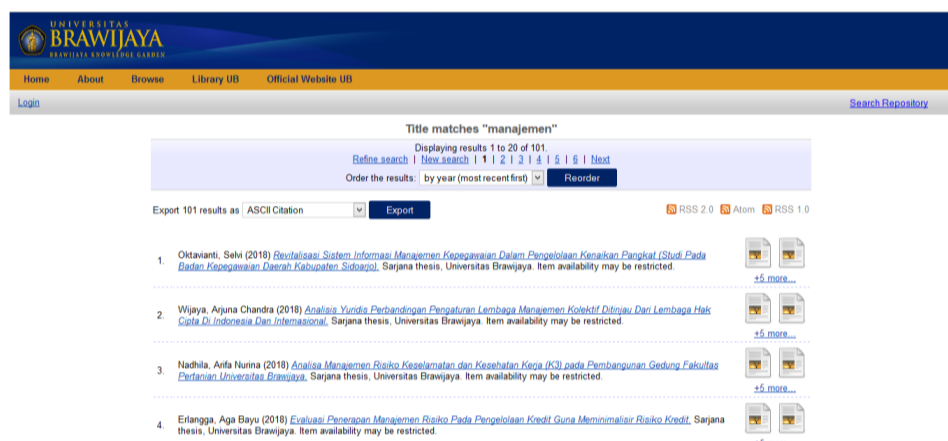 UNIVERSITAS
BRAWIJAYA
BRAWIJAYA KNOWLEDGE GARDEN
Home About Browse Library UB Official Website UB
Login Search Repository
Title matches "manajemen"
Displaying results 1 to 20 of 101.
Refine search | New search | 1 | 2 | 3 | 4 | 5 | 6 | Next
Order the results: by year (most recent first) Reorder
Export 101 results as ASCII Citation Export RSS 2.0 Atom RSS 1.0
1. Oktavianti, Selvi (2018) Revitalisasi Sistem Informasi Manajemen Kepegawaian Dalam Pengelolaan Kenaikan Pangkat (Studi Pada
Badan Kepegawaian Daerah Kabupaten Sidoarjo). Sarjana thesis, Universitas Brawijaya. Item availability may be restricted.
+5 more...
2. Wijaya, Arjuna Chandra (2018) Analisis Yuridis Perbandingan Pengaturan Lembaga Manajemen Kolektif Ditinjau Dari Lembaga Hak
Cipta Di Indonesia Dan Internasional. Sarjana thesis, Universitas Brawijaya. Item availability may be restricted.
+5 more...
3. Nadhila, Arifa Nurina (2018) Analisa Manajemen Risiko Keselamatan dan Kesehatan Kerja (K3) pada Pembangunan Gedung Fakultas
Pertanian Universitas Brawijaya. Sarjana thesis, Universitas Brawijaya. Item availability may be restricted.
+5 more...
4. Erlangga, Aga Bayu (2018) Evaluasi Penerapan Manajemen Risiko Pada Pengelolaan Kredit Guna Meminimalisir Risiko Kredit. Sarjana
thesis, Universitas Brawijaya. Item availability may be restricted.